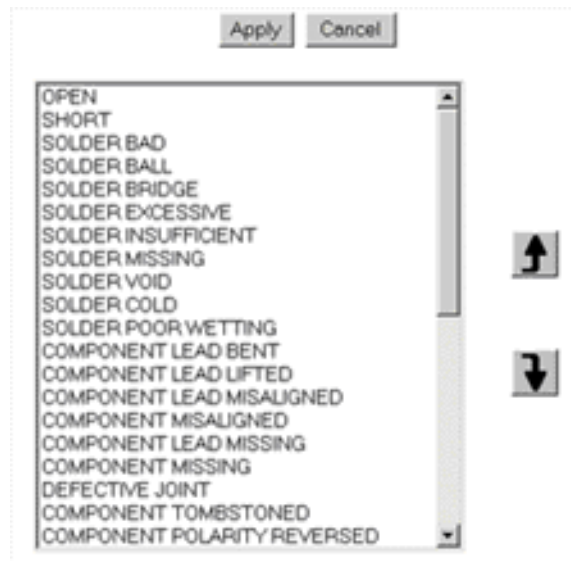 Apply Cancel
OPEN
SHORT
SOLDER BAD
SOLDER BALL
SOLDER BRIDGE
SOLDER EXCESSIVE
SOLDER INSUFFICIENT
SOLDER MISSING
SOLDER VOID
SOLDER COLD
SOLDER POOR WETTING
COMPONENT LEAD BENT
COMPONENT LEAD LIFTED
COMPONENT LEAD MISALIGNED
COMPONENT MISALIGNED
COMPONENT LEAD MISSING
COMPONENT MISSING
DEFECTIVE JOINT
COMPONENT TOMBSTONED
COMPONENT POLARITY REVERSED